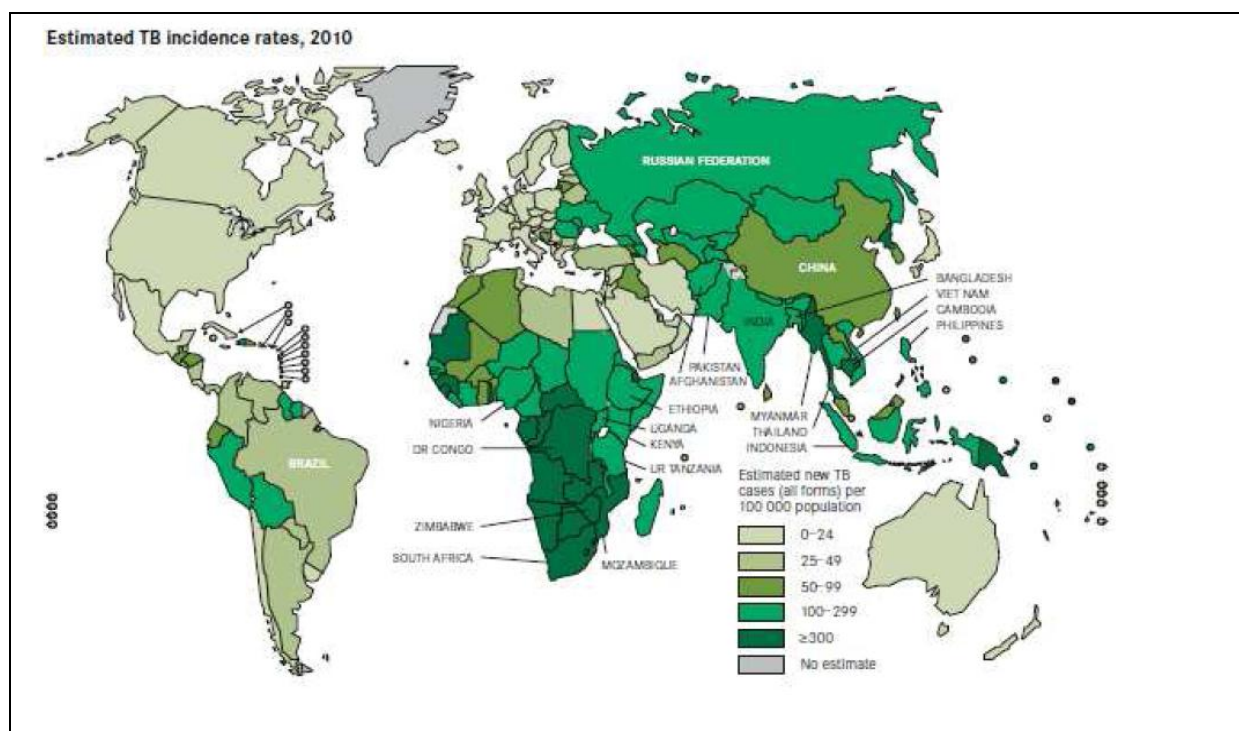 Estimated TB incidence rates, 2010
RUSSIAN FEDERATION
CHINA
BANGLADESH
VIET NAM
CAMBODIA
PHILIPPINES
INDIA
PAKISTAN
AFGHANISTAN
NIGERIA
ETHIOPIA
MYANMAR
UGANDA
THAILAND
DR CONGO
KENYA
INDONESIA
BRAZIL
UR TANZANIA
ZIMBABWE
SOUTH AFRICA
MOZAMBIQUE
Estimated new TB
cases (all forms) per
100 000 population
0–24
25–49
50–99
100–299
≥300
No estimate